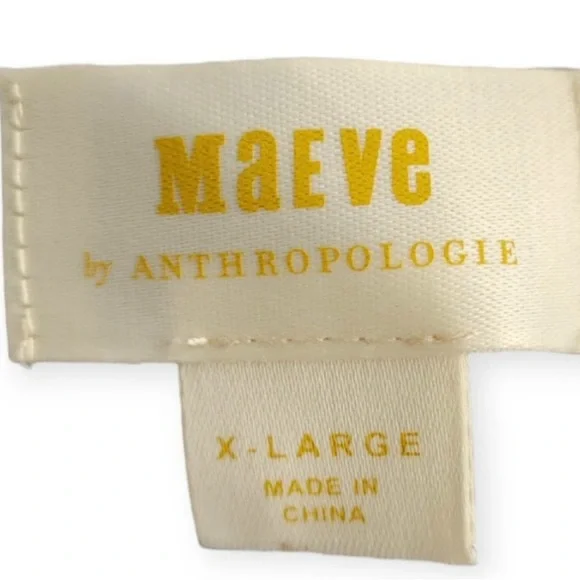 MaEve
by ANTHROPOLOGIE
X-LARGE
MADE IN
CHINA